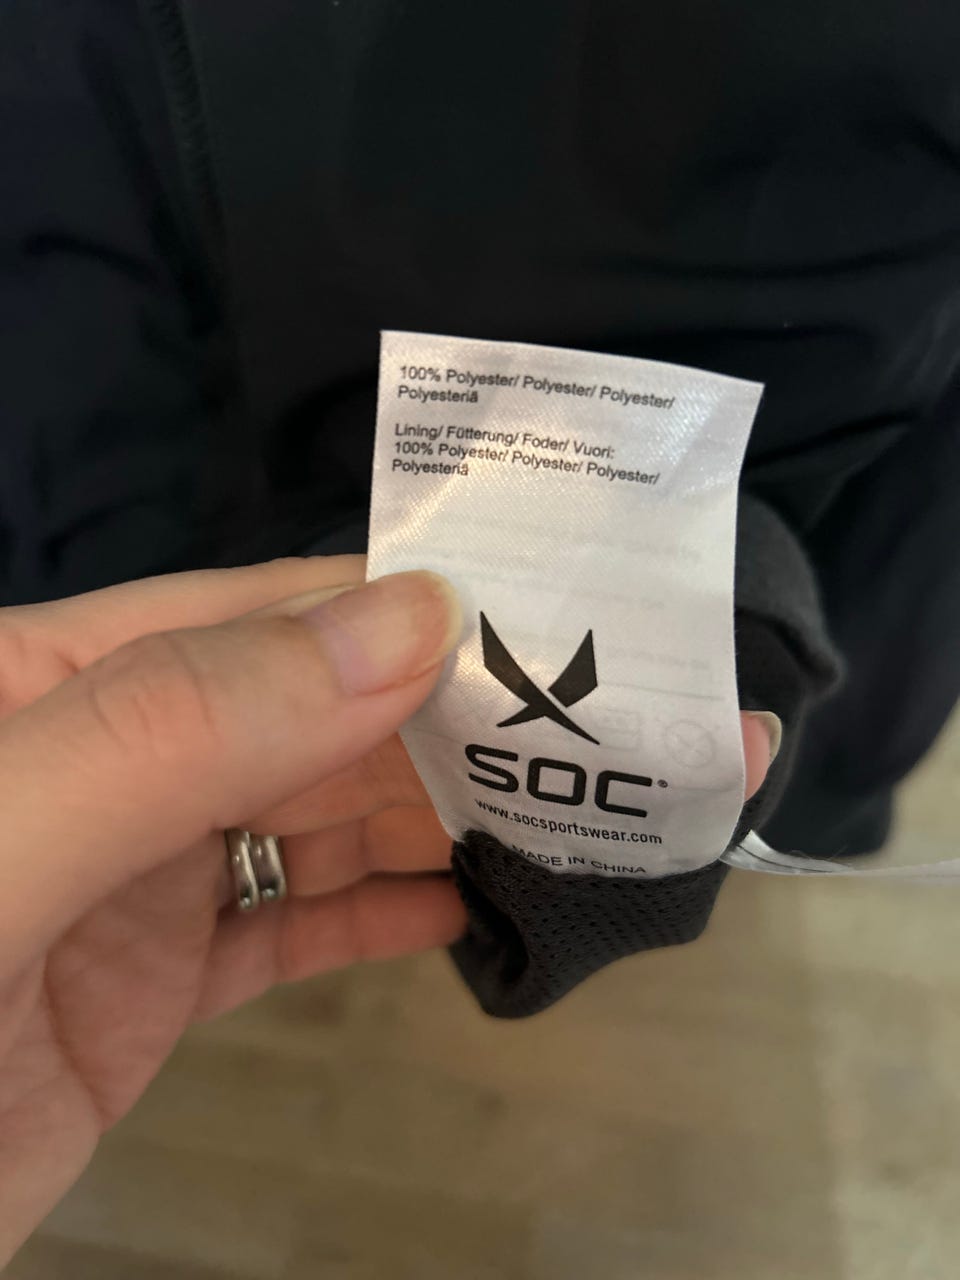 100% Polyester/ Polyester/ Polyester/
Polyesteriä
Lining/ Fütterung/ Foder/ Vuori:
100% Polyester/ Polyester/ Polyester/
Polyesteriä
SOC®
www.socsportswear.com
MADE IN CHINA